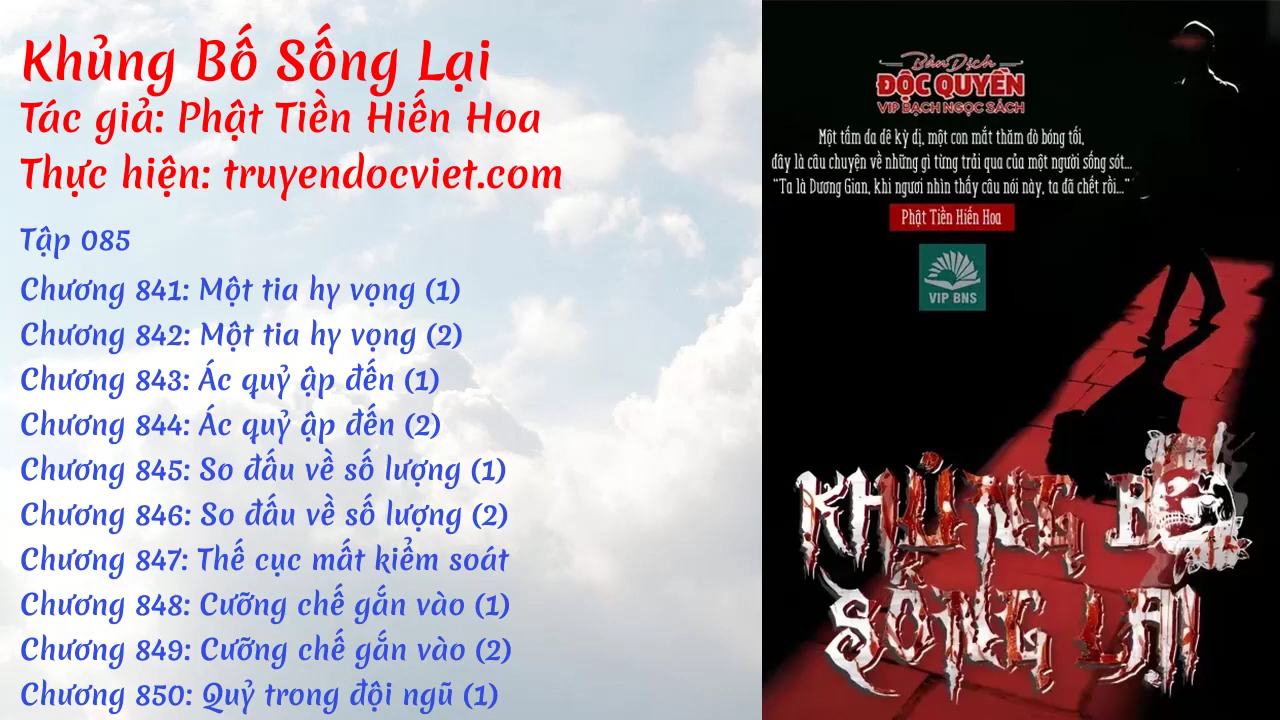 Khủng Bố Sống Lại
Tác giả: Phật Tiền Hiến Hoa
Thực hiện: truyendocviet.com
Tập 085
Chương 841: Một tia hy vọng (1)
Chương 842: Một tia hy vọng (2)
Chương 843: Ác quỷ ập đến (1)
Chương 844: Ác quỷ ập đến (2)
Chương 845: So đấu về số lượng (1)
Chương 846: So đấu về số lượng (2)
Chương 847: Thế cục mất kiểm soát
Chương 848: Cưỡng chế gắn vào (1)
Chương 849: Cưỡng chế gắn vào (2)
Chương 850: Quỷ trong đội ngũ (1)
Bản Dịch
ĐỘC QUYỀN
VIP BẠCH NGỌC SÁCH
Một tấm da dê kỳ dị, một con mắt thăm dò bóng tối,
đây là câu chuyện về những gì từng trải qua của một người sống sót...
“Ta là Dương Gian, khi ngươi nhìn thấy câu nói này, ta đã chết rồi...”
Phật Tiền Hiến Hoa
VIP BNS
KHỦNG BỐ
SỐNG LẠI